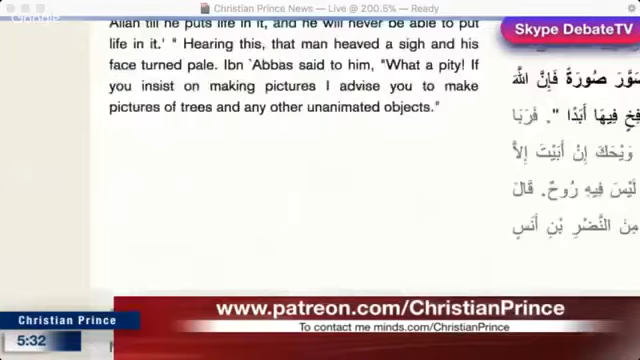 Google
Christian Prince News — Live @ 200.5% — Ready
Allah till he puts life in it, and he will never be able to put
life in it.' " Hearing this, that man heaved a sigh and his
face turned pale. Ibn `Abbas said to him, "What a pity! If
you insist on making pictures I advise you to make
pictures of trees and any other unanimated objects."
Skype DebateTV
صُورَةً فَإِنَّ اللَّهَ
فِيهَا أَبَدًا ‏"‏‏.‏ فَرَبَا
وَيْحَكَ إِنْ أَبَيْتَ إِلاَّ
لَيْسَ فِيهِ رُوحٌ‏.‏ قَالَ
مِنَ النَّضْرِ بْنِ أَنَسٍ
www.patreon.com/ChristianPrince
To contact me minds.com/ChristianPrince
Christian Prince
5:32